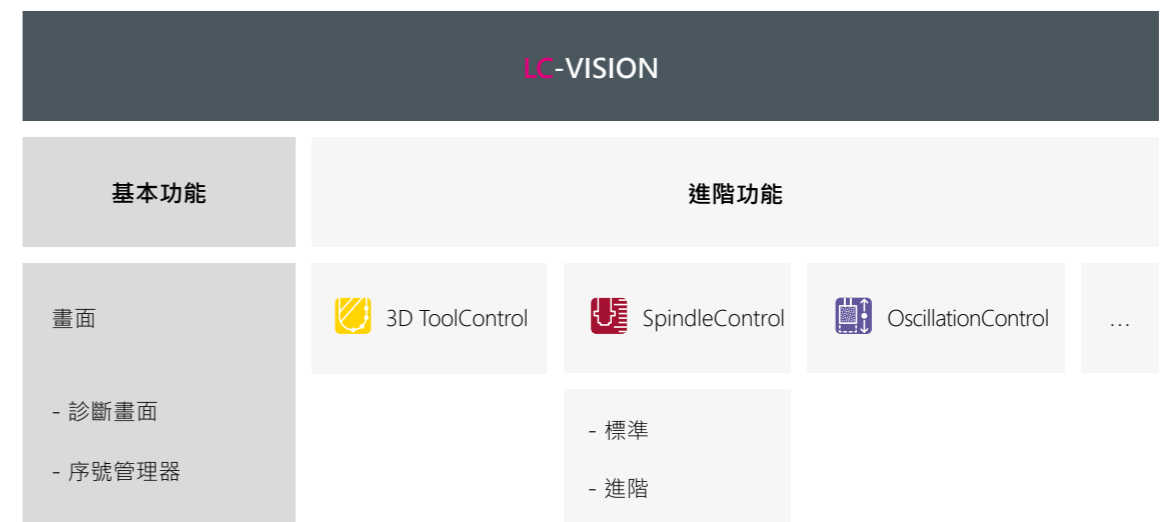 LC-VISION
基本功能
進階功能
畫面
3D ToolControl
SpindleControl
OscillationControl
...
- 診斷畫面
- 序號管理器
- 標準
- 進階